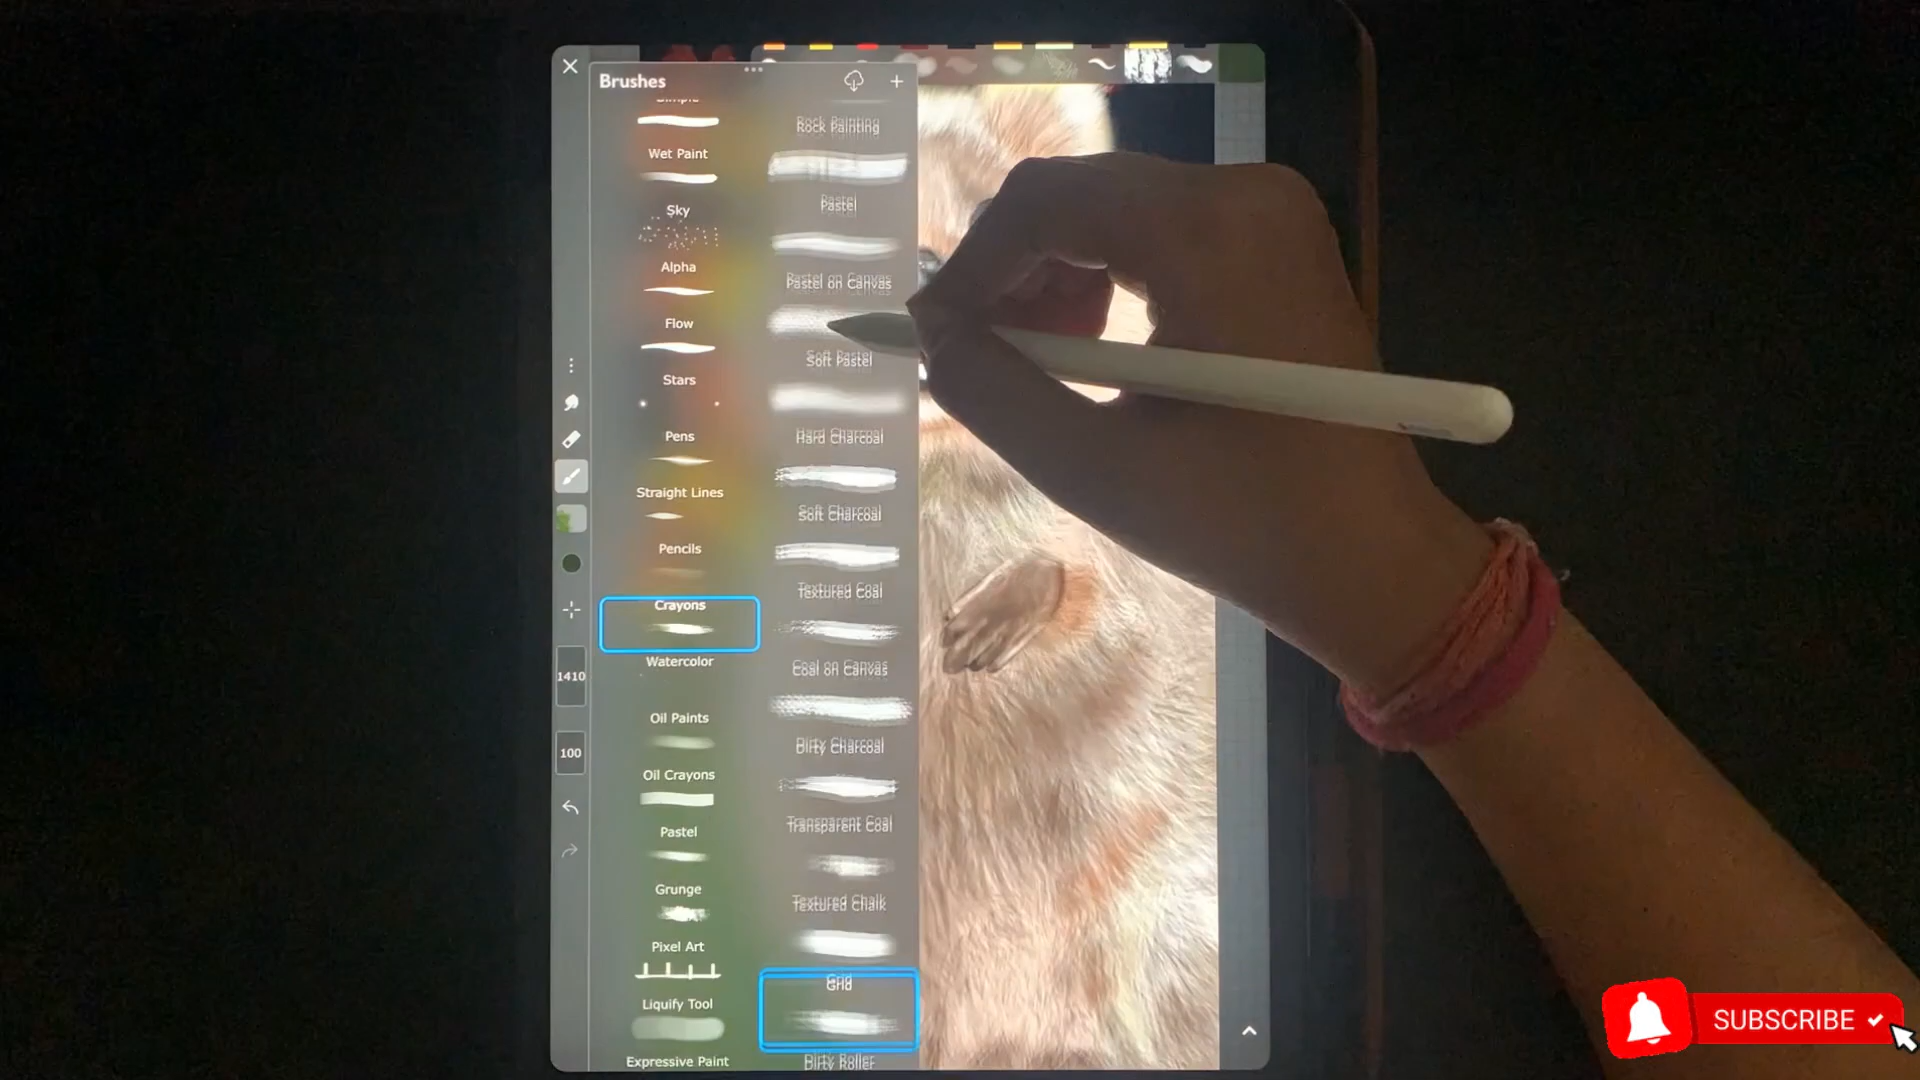 Brushes
Simple
Wet Paint
Sky
Alpha
Flow
Stars
Pens
Straight Lines
Pencils
Crayons
Watercolor
Oil Paints
Oil Crayons
Pastel
Grunge
Pixel Art
Liquify Tool
Expressive Paint
Rock Painting
Pastel
Pastel on Canvas
Soft Pastel
Hard Charcoal
Soft Charcoal
Textured Coal
Coal on Canvas
Dirty Charcoal
Transparent Coal
Textured Chalk
Grid
Dirty Roller
1410
100
SUBSCRIBE